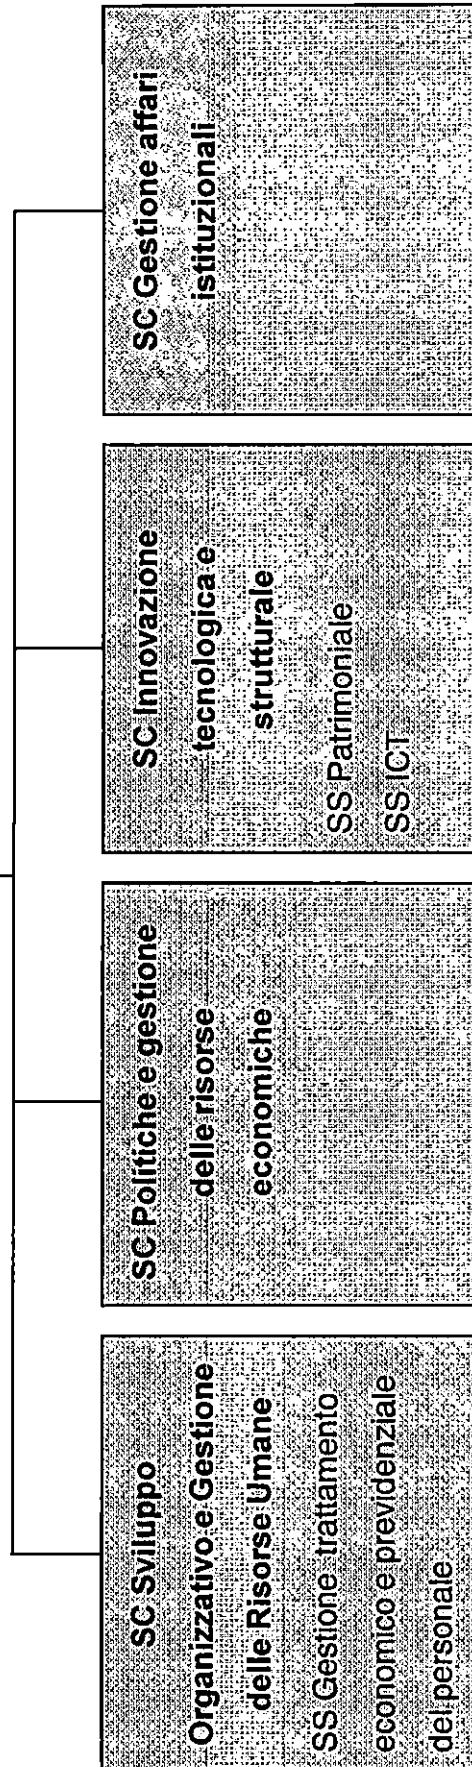 SC Sviluppo
Organizzativo e Gestione
delle Risorse Umane
SS Gestione trattamento
economico e previdenziale
del personale
SC Politiche e gestione
delle risorse
economiche
SC Innovazione
tecnologica e
strutturale
SS Patrimoniale
SS ICT
SC Gestione affari
istituzionali